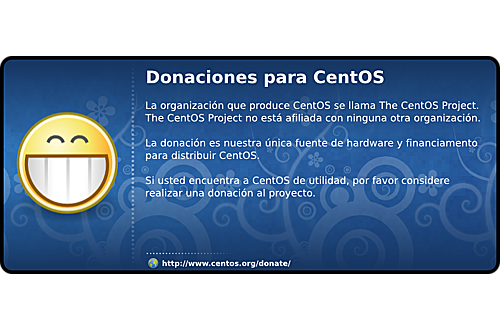 Donaciones para CentOS
La organización que produce CentOS se llama The CentOS Project.
The CentOS Project no está afiliada con ninguna otra organización.
La donación es nuestra única fuente de hardware y financiamento
para distribuir CentOS.
Si usted encuentra a CentOS de utilidad, por favor considere
realizar una donación al proyecto.
http://www.centos.org/donate/